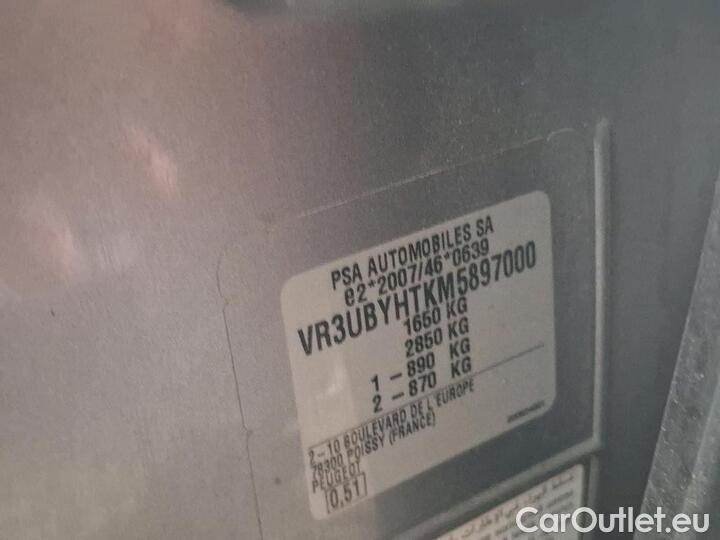 PSA AUTOMOBILES SA
e2*2007/46*0639
VR3UBYHTKM5897000
1650 KG
2850 KG
1 – 890 KG
2 – 870 KG
2–10 BOULEVARD DE L'EUROPE
78300 POISSY (FRANCE)
PEUGEOT
0.51
CarOutlet.eu